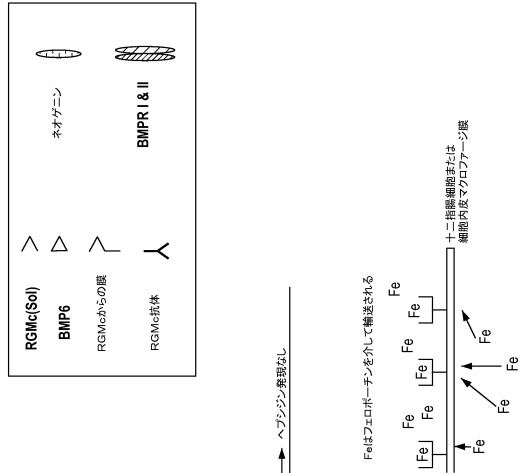 RGMc(Sol)
BMP6
RGMcからの膜
RGMc抗体
ネオゲニン
BMPR I & II
ヘプシジン発現なし
Feはフェロポーチンを介して輸送される
Fe
Fe
Fe
Fe
Fe
Fe
Fe
Fe
Fe
Fe
Fe
Fe
十二指腸細胞または
細胞内皮マクロファージ膜